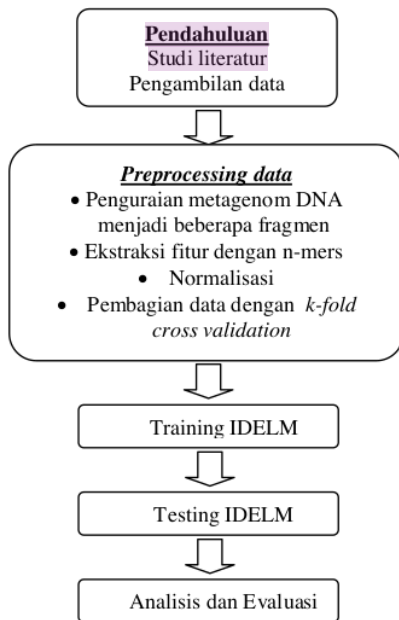 Pendahuluan
Studi literatur
Pengambilan data
Preprocessing data
• Penguraian metagenom DNA
menjadi beberapa fragmen
• Ekstraksi fitur dengan n-mers
• Normalisasi
• Pembagian data dengan k-fold
cross validation
Training IDELM
Testing IDELM
Analisis dan Evaluasi